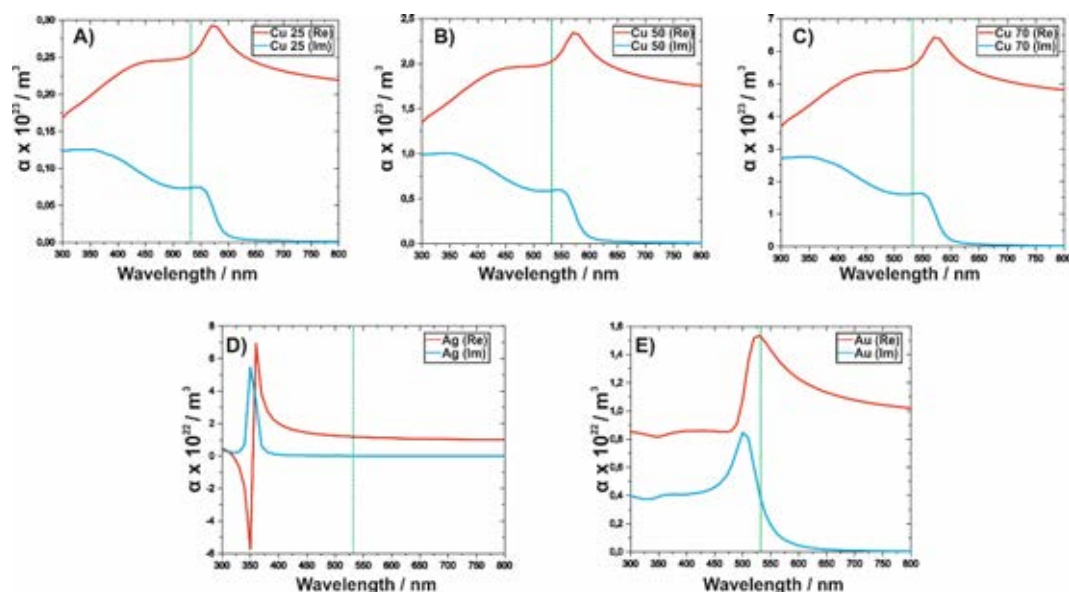 A)
Cu 25 (Re)
Cu 25 (Im)
α x 10²³ / m³
0,30
0,25
0,20
0,15
0,10
0,05
0,00
300 350 400 450 500 550 600 650 700 750 800
Wavelength / nm
B)
Cu 50 (Re)
Cu 50 (Im)
α x 10²³ / m³
2,5
2,0
1,5
1,0
0,5
0,0
300 350 400 450 500 550 600 650 700 750 800
Wavelength / nm
C)
Cu 70 (Re)
Cu 70 (Im)
α x 10²³ / m³
7
6
5
4
3
2
1
0
300 350 400 450 500 550 600 650 700 750 800
Wavelength / nm
D)
Ag (Re)
Ag (Im)
α x 10²² / m³
8
6
4
2
0
-2
-4
-6
300 350 400 450 500 550 600 650 700 750 800
Wavelength / nm
E)
Au (Re)
Au (Im)
α x 10²² / m³
1,6
1,4
1,2
1,0
0,8
0,6
0,4
0,2
0,0
300 350 400 450 500 550 600 650 700 750 800
Wavelength / nm